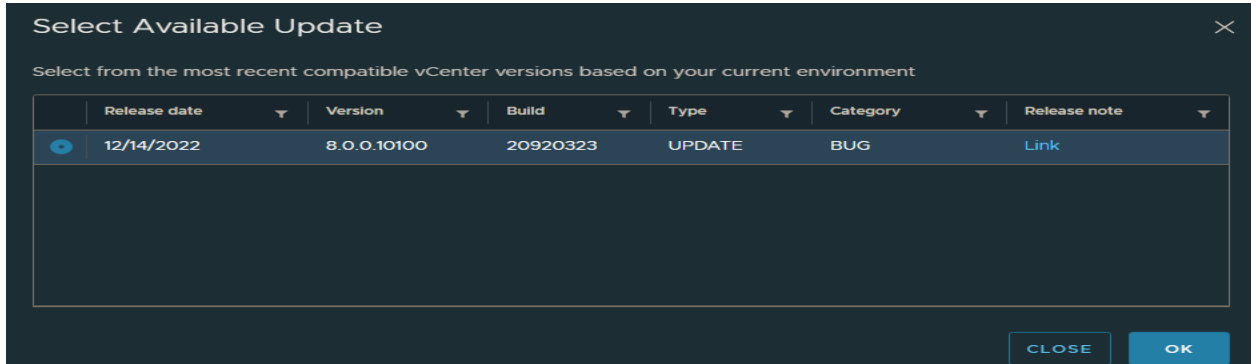 Select Available Update
Select from the most recent compatible vCenter versions based on your current environment
Release date Version Build Type Category Release note
12/14/2022 8.0.0.10100 20920323 UPDATE BUG Link
CLOSE OK